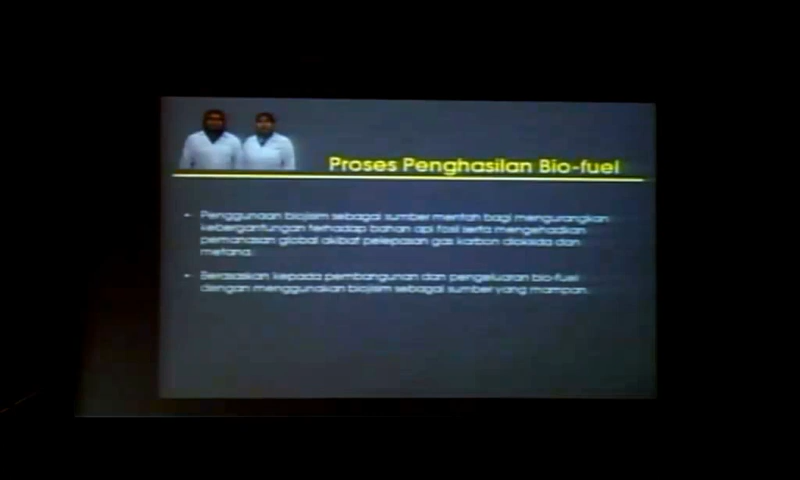 Proses Penghasilan Bio-fuel
- Penggunaan biojisim sebagai sumber mentah bagi mengurangkan
kebergantungan terhadap bahan api fosil serta mengehadkan
pemanasan global akibat pelepasan gas karbon dioksida dan
metana.
- Berasaskan kepada pembangunan dan pengeluaran bio-fuel
dengan menggunakan biojisim sebagai sumber yang mampan.